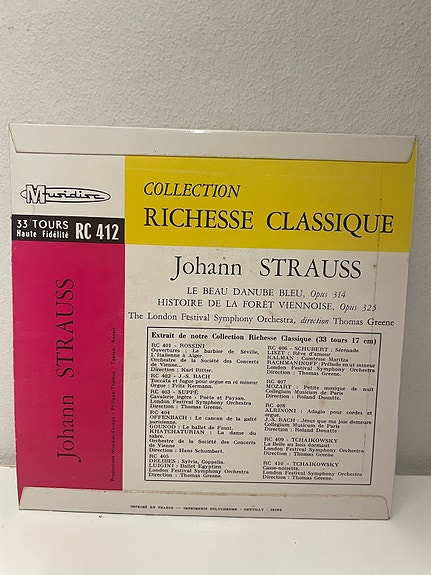 Musidisc
33 TOURS
Haute Fidélité
RC 412
COLLECTION
RICHESSE CLASSIQUE
Johann STRAUSS
LE BEAU DANUBE BLEU, Opus 314
HISTOIRE DE LA FORÊT VIENNOISE, Opus 325
The London Festival Symphony Orchestra, direction Thomas Greene
Johann STRAUSS
Extrait de notre Collection Richesse Classique (33 tours 17 cm)
RC 401 - ROSSINI
Ouvertures : Le barbier de Séville,
L'Italienne à Alger.
Orchestre de la Société des Concerts
de Vienne.
Direction : Karl Ritter.
RC 402 - J.-S. BACH
Toccata et fugue pour orgue en ré mineur
Orgue : Fritz Kermann.
RC 403 - SUPPÉ
Cavalerie légère - Poète et Paysan.
London Festival Symphony Orchestra
Direction : Thomas Greene.
RC 404
OFFENBACH : Le cancan de la gaité
parisienne.
GOUNOD : Le ballet de Faust.
KHATCHATURIAN : La danse du
sabre.
Orchestre de la Société des Concerts
de Vienne
Direction : Hans Schumbert.
RC 405
DELIBES : Sylvia, Coppelia.
LUIGINI : Ballet Egyptien
London Festival Symphony Orchestra
Direction : Thomas Greene.
RC 406 - SCHUBERT : Sérénade
LISZT : Rêve d'amour
KALMAN : Comtesse Maritza
RACHMANINOFF : Prélude en ut mineur
London Festival Symphony Orchestra
Direction : Thomas Greene.
RC 407
MOZART : Petite musique de nuit
Collegium Musicum de Paris
Direction : Roland Douatte.
RC 408
ALBINONI : Adagio pour cordes et
orgue.
J.-S. BACH : Jésus que ma joie demeure
Collegium Musicum de Paris
Direction : Roland Douatte.
RC 409 - TCHAIKOWSKY
La Belle au bois dormant
London Festival Symphony Orchestra
RC 410 - TCHAIKOWSKY
Casse-noisette.
London Festival Symphony Orchestra
Direction : Thomas Greene.
IMPRIMÉ EN FRANCE — IMPRIMERIE POLYCHROME - GENTILLY - SEINE